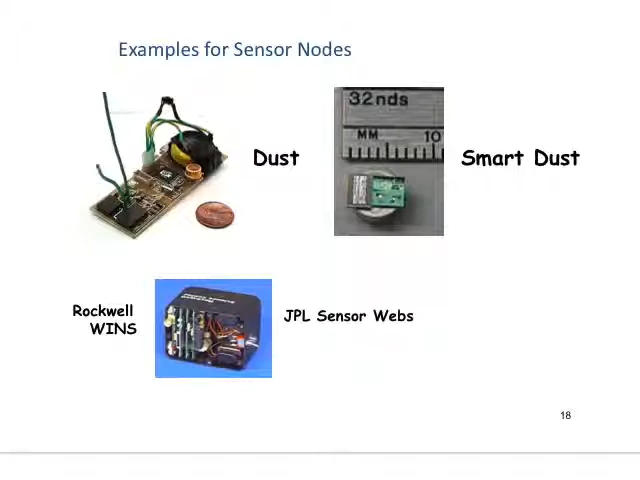 Examples for Sensor Nodes
32nds
MM 10
Dust
Smart Dust
Rockwell
WINS
JPL Sensor Webs
18